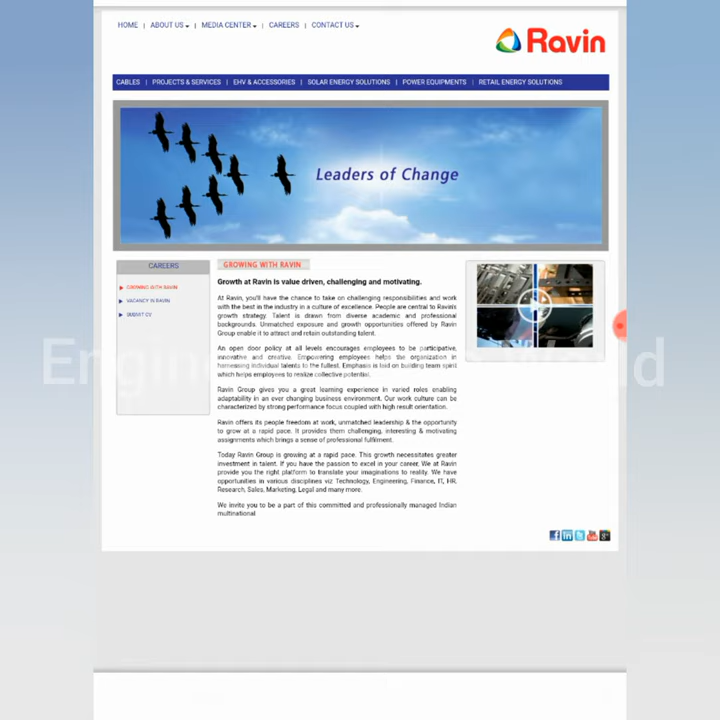 HOME | ABOUT US | MEDIA CENTER | CAREERS | CONTACT US
Ravin
CABLES | PROJECTS & SERVICES | EHV & ACCESSORIES | SOLAR ENERGY SOLUTIONS | POWER EQUIPMENTS | RETAIL ENERGY SOLUTIONS
Leaders of Change
CAREERS
GROWING WITH RAVIN
VACANCY IN RAVIN
SUBMIT CV
GROWING WITH RAVIN
Growth at Ravin is value driven, challenging and motivating.
At Ravin, you'll have the chance to take on challenging responsibilities and work
with the best in the industry in a culture of excellence. People are central to Ravin's
growth strategy. Talent is drawn from diverse academic and professional
backgrounds. Unmatched exposure and growth opportunities offered by Ravin
Group enable it to attract and retain outstanding talent.
An open door policy at all levels encourages employees to be participative,
innovative and creative. Empowering employees helps the organization in
harnessing individual talents to the fullest. Emphasis is laid on building team spirit
which helps employees to realize collective potential.
Ravin Group gives you a great learning experience in varied roles enabling
adaptability in an ever changing business environment. Our work culture can be
characterized by strong performance focus coupled with high result orientation.
Ravin offers its people freedom at work, unmatched leadership & the opportunity
to grow at a rapid pace. It provides them challenging, interesting & motivating
assignments which brings a sense of professional fulfilment.
Today Ravin Group is growing at a rapid pace. This growth necessitates greater
investment in talent. If you have the passion to excel in your career, We at Ravin
provide you the right platform to translate your imaginations to reality. We have
opportunities in various disciplines viz Technology, Engineering, Finance, IT, HR,
Research, Sales, Marketing, Legal and many more.
We invite you to be a part of this committed and professionally managed Indian
multinational